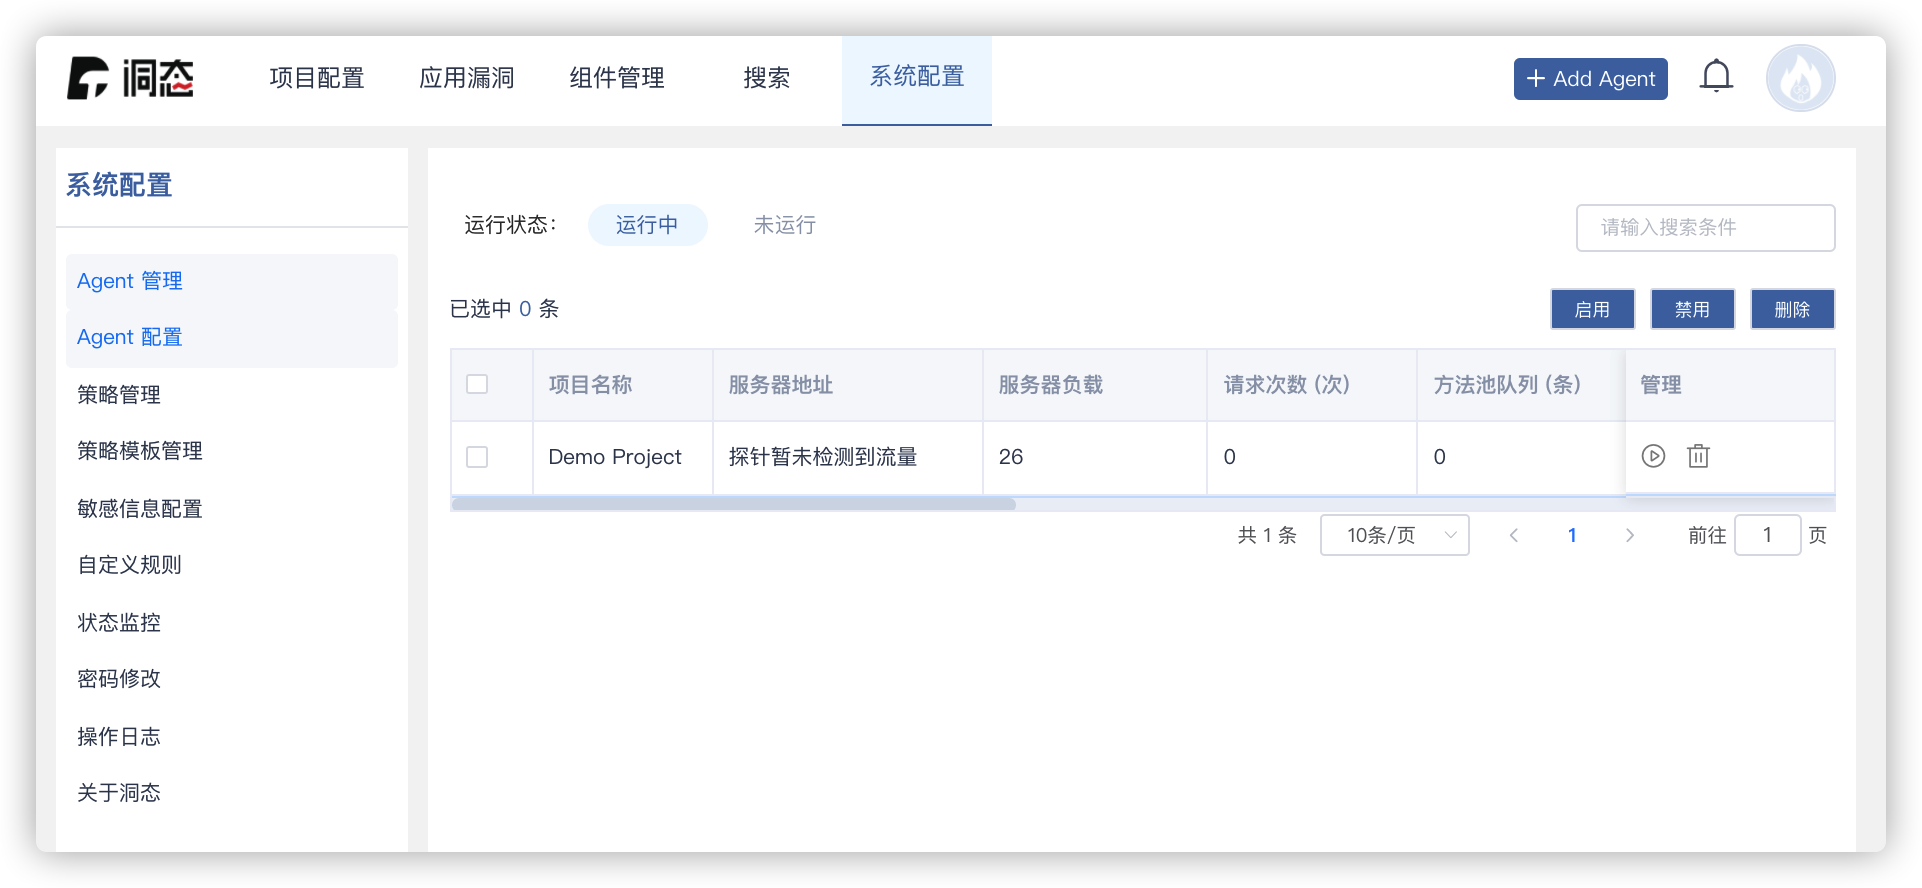 洞态
项目配置 应用漏洞 组件管理 搜索 系统配置
+ Add Agent
系统配置
Agent 管理
Agent 配置
策略管理
策略模板管理
敏感信息配置
自定义规则
状态监控
密码修改
操作日志
关于洞态
运行状态: 运行中 未运行
请输入搜索条件
已选中 0 条
启用 禁用 删除
项目名称 服务器地址 服务器负载 请求次数 (次) 方法池队列 (条) 管理
Demo Project 探针暂未检测到流量 26 0 0
共 1 条 10条/页 1 前往 1 页